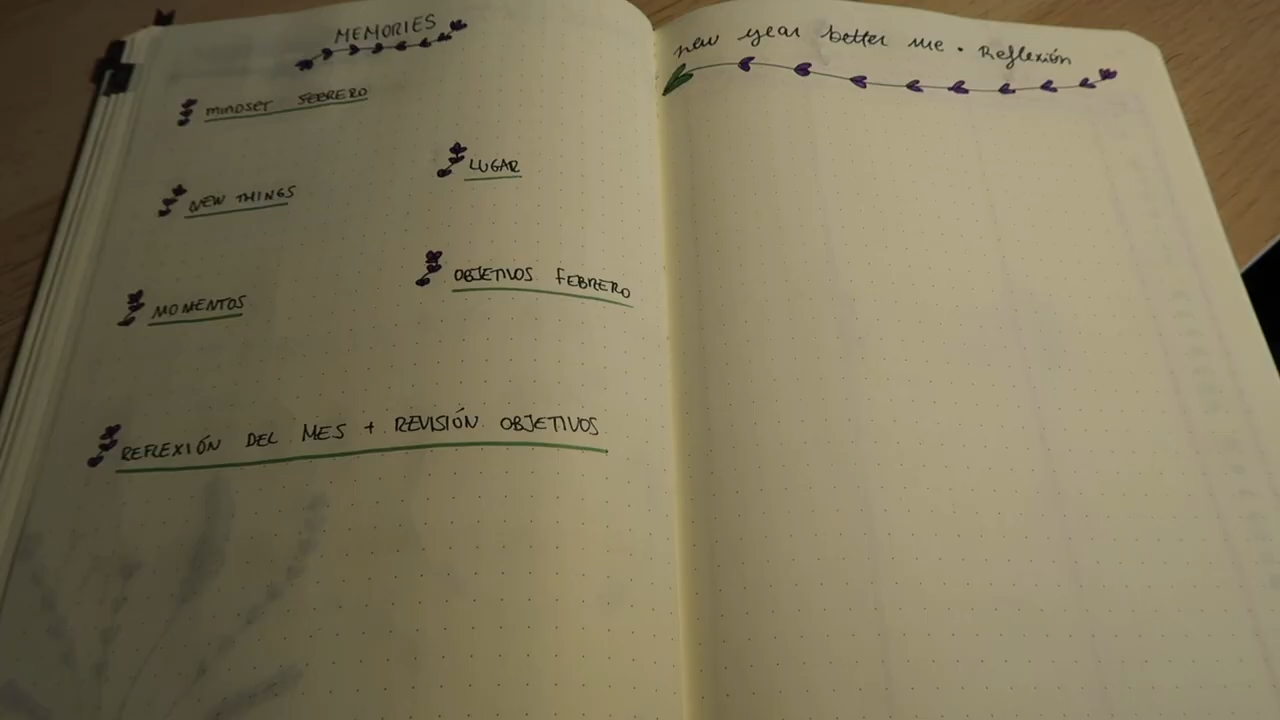 MEMORIES
mindset FEBRERO
LUGAR
NEW THINGS
OBJETIVOS FEBRERO
MOMENTOS
REFLEXIÓN DEL MES + REVISIÓN OBJETIVOS
new year better me • Reflexión